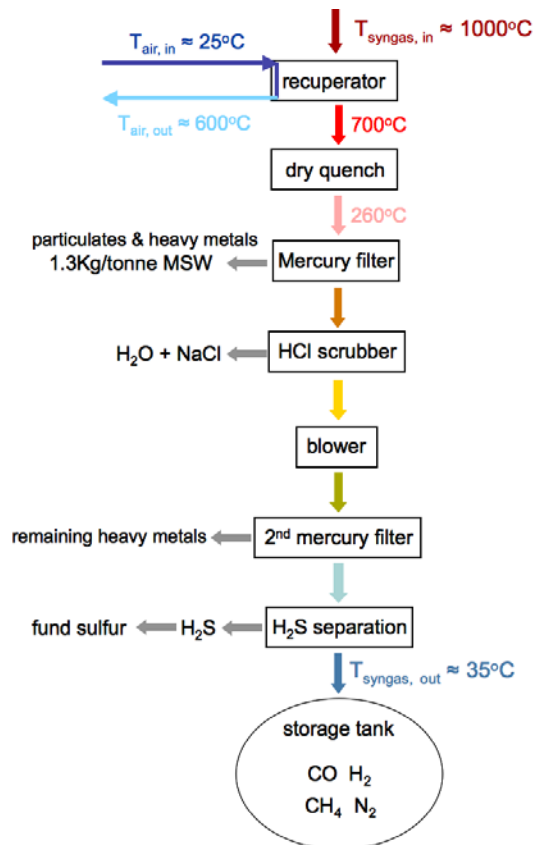 T_air, in ≈ 25°C
T_syngas, in ≈ 1000°C
recuperator
T_air, out ≈ 600°C
700°C
dry quench
260°C
particulates & heavy metals
1.3Kg/tonne MSW
Mercury filter
H₂O + NaCl
HCl scrubber
blower
remaining heavy metals
2nd mercury filter
fund sulfur
H₂S
H₂S separation
T_syngas, out ≈ 35°C
storage tank
CO H₂
CH₄ N₂